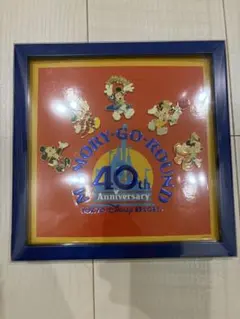 MEMORY-GO-ROUND
40th
Anniversary
TOKYO Disney RESORT